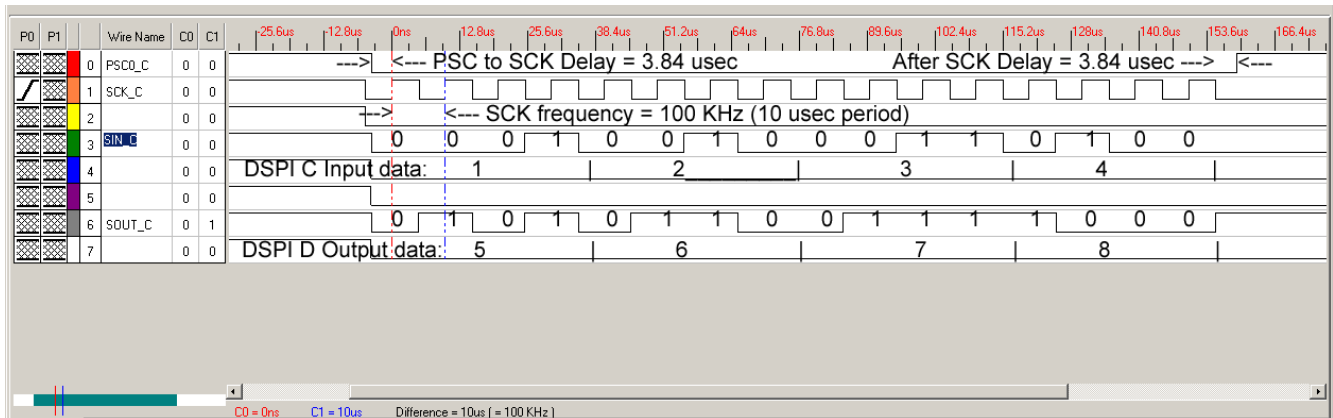 P0 P1 Wire Name C0 C1 -25.6us -12.8us 0ns 12.8us 25.6us 38.4us 51.2us 64us 76.8us 89.6us 102.4us 115.2us 128us 140.8us 153.6us 166.4us
0 PSC0_C 0 0 ---> <--- PSC to SCK Delay = 3.84 usec After SCK Delay = 3.84 usec ---> <---
1 SCK_C 0 0
2 0 0 --> <--- SCK frequency = 100 KHz (10 usec period)
3 SIN_C 0 0 0 0 0 1 0 0 1 0 0 0 1 1 0 1 0 0
4 0 0 DSPI C Input data: 1 | 2 | 3 | 4 |
5 0 0
6 SOUT_C 0 1 0 1 0 1 0 1 1 0 0 1 1 1 1 0 0 0
7 0 0 DSPI D Output data: 5 | 6 | 7 | 8 |
C0 = 0ns C1 = 10us Difference = 10us ( = 100 KHz )